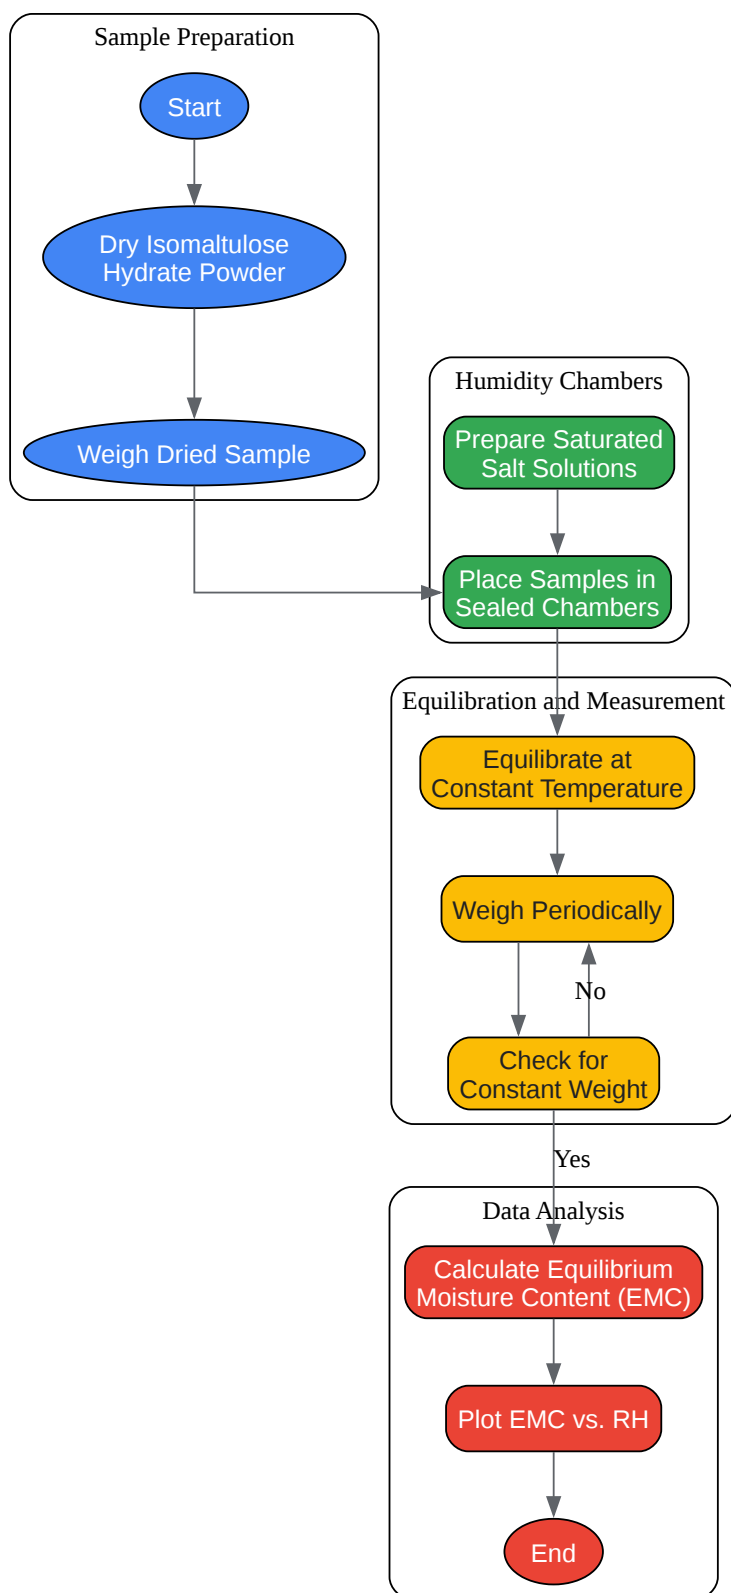 Sample Preparation
Start
Dry Isomaltulose
Hydrate Powder
Weigh Dried Sample
Humidity Chambers
Prepare Saturated
Salt Solutions
Place Samples in
Sealed Chambers
Equilibration and Measurement
Equilibrate at
Constant Temperature
Weigh Periodically
No
Check for
Constant Weight
Yes
Data Analysis
Calculate Equilibrium
Moisture Content (EMC)
Plot EMC vs. RH
End